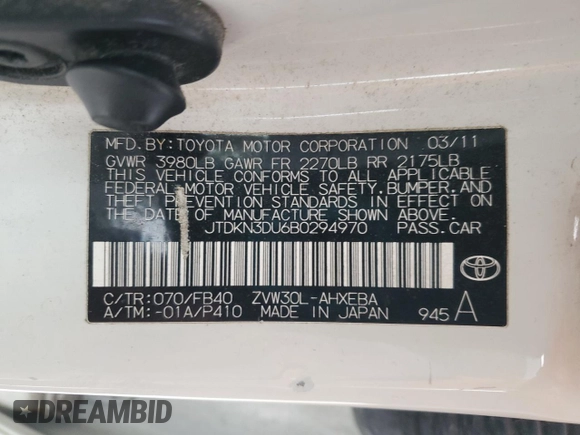 MFD.BY:TOYOTA MOTOR CORPORATION 03/11
GVWR 3980LB GAWR FR 2270LB RR 2175LB
THIS VEHICLE CONFORMS TO ALL APPLICABLE
FEDERAL MOTOR VEHICLE SAFETY,BUMPER,AND
THEFT PREVENTION STANDARDS IN EFFECT ON
THE DATE OF MANUFACTURE SHOWN ABOVE.
JTDKN3DU6B0294970 PASS.CAR
C/TR:070/FB40 ZVW30L-AHXEBA
A/TM:-01A/P410 MADE IN JAPAN 945 A
DREAMBID